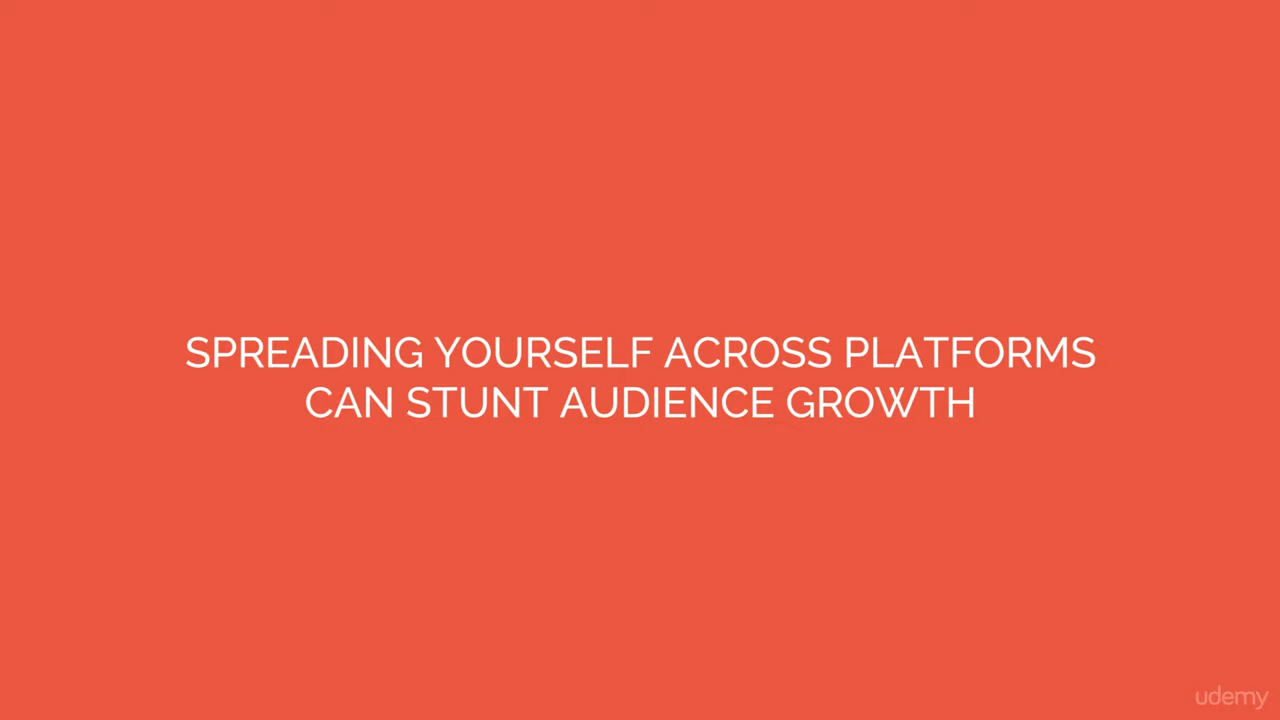 SPREADING YOURSELF ACROSS PLATFORMS
CAN STUNT AUDIENCE GROWTH
udemy